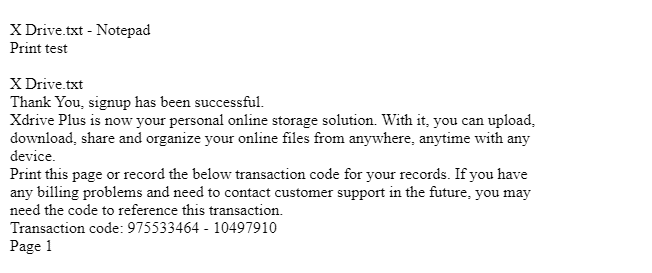 X Drive.txt - Notepad
Print test
X Drive.txt
Thank You, signup has been successful.
Xdrive Plus is now your personal online storage solution. With it, you can upload,
download, share and organize your online files from anywhere, anytime with any
device.
Print this page or record the below transaction code for your records. If you have
any billing problems and need to contact customer support in the future, you may
need the code to reference this transaction.
Transaction code: 975533464 - 10497910
Page 1